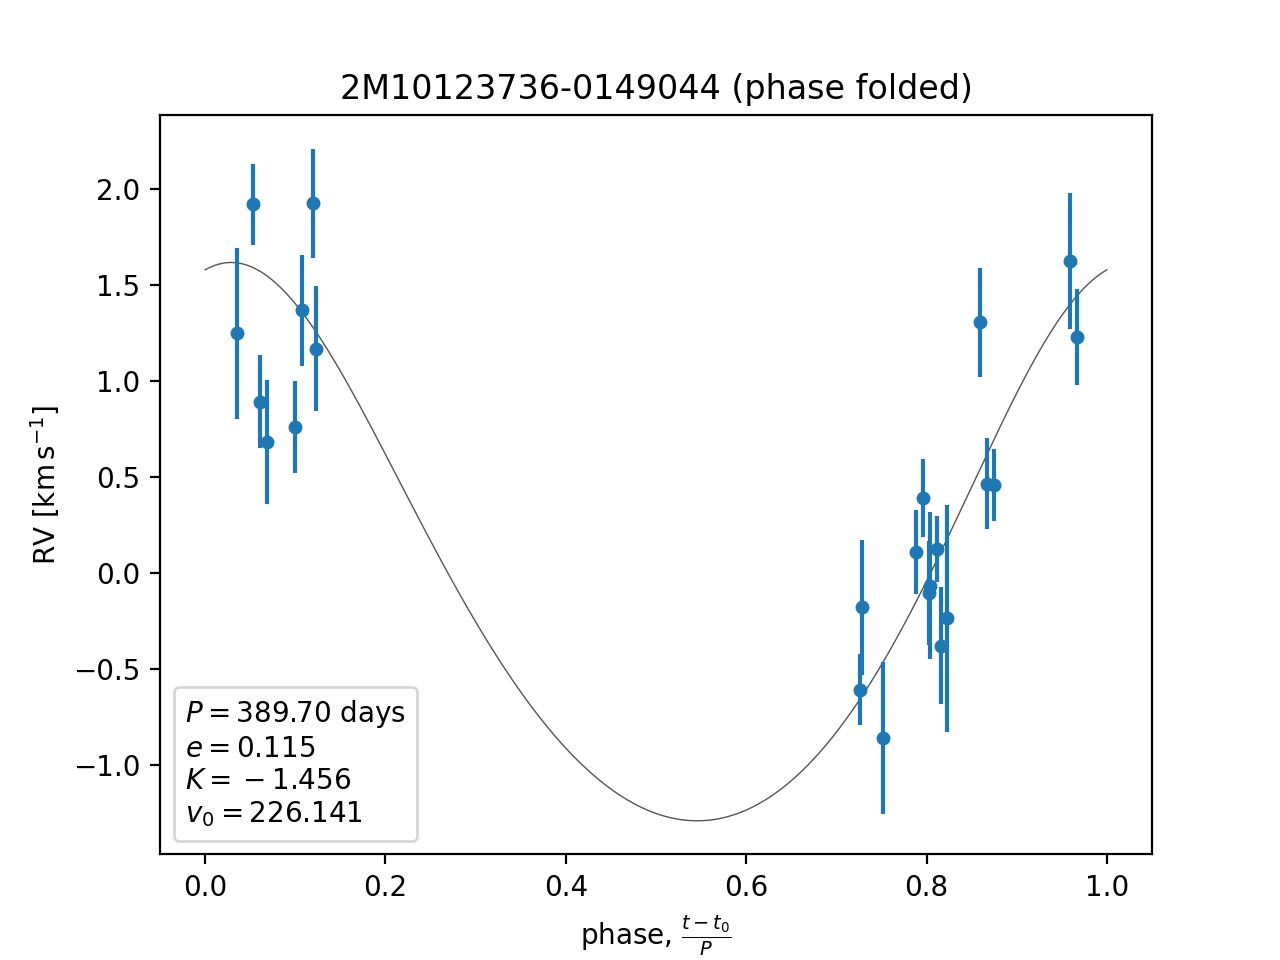 2M10123736-0149044 (phase folded)
RV [km s⁻¹]
2.0
1.5
1.0
0.5
0.0
−0.5
−1.0
P = 389.70 days
e = 0.115
K = −1.456
v₀ = 226.141
0.0 0.2 0.4 0.6 0.8 1.0
phase, (t − t₀)/P